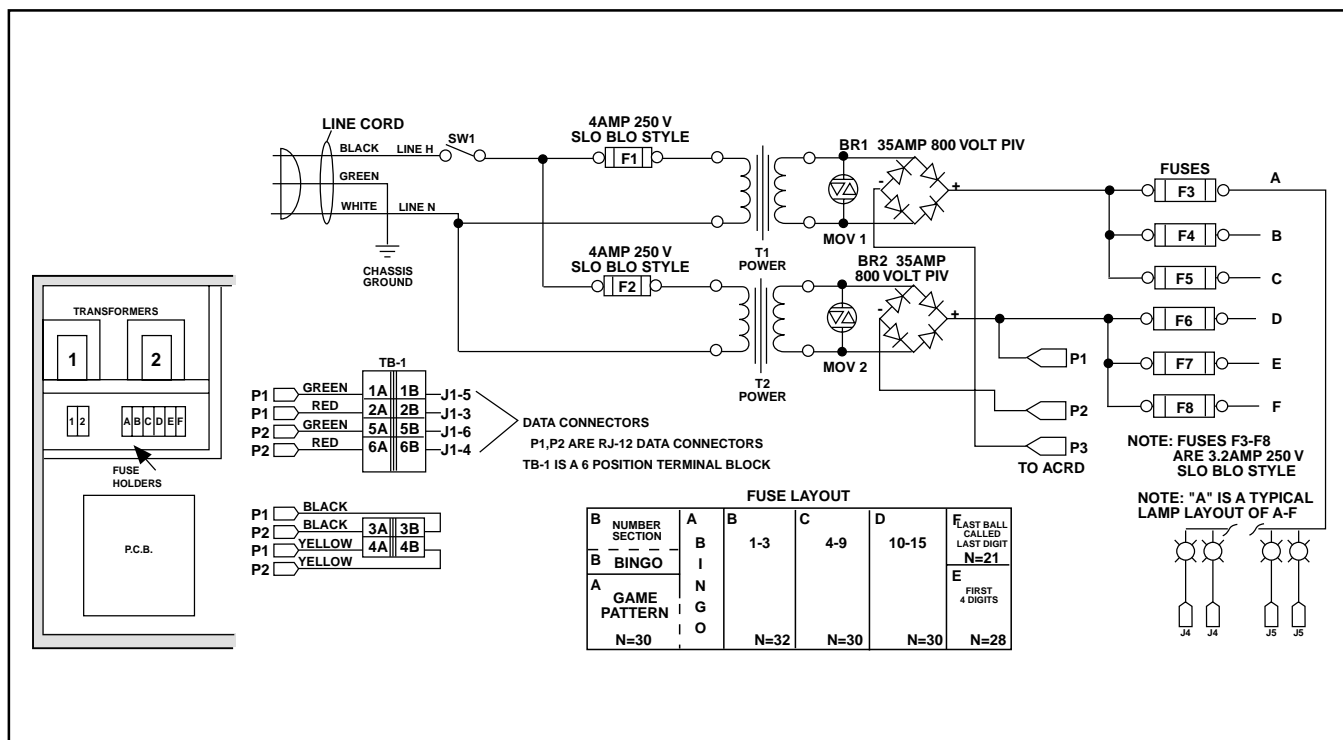 LINE CORD
BLACK
LINE H
SW1
GREEN
WHITE
LINE N
CHASSIS
GROUND
4AMP 250 V
SLO BLO STYLE
F1
4AMP 250 V
SLO BLO STYLE
F2
T1
POWER
T2
POWER
BR1 35AMP 800 VOLT PIV
-
+
MOV 1
BR2 35AMP
800 VOLT PIV
-
+
MOV 2
FUSES
F3
A
F4
B
F5
C
F6
D
F7
E
F8
F
P1
P2
P3
TO ACRD
NOTE: FUSES F3-F8
ARE 3.2AMP 250 V
SLO BLO STYLE
NOTE: "A" IS A TYPICAL
LAMP LAYOUT OF A-F
J4 J4 J5 J5
TRANSFORMERS
1 2
1 2
A B C D E F
FUSE
HOLDERS
P.C.B.
TB-1
P1 GREEN 1A 1B J1-5
P1 RED 2A 2B J1-3
P2 GREEN 5A 5B J1-6
P2 RED 6A 6B J1-4
DATA CONNECTORS
P1,P2 ARE RJ-12 DATA CONNECTORS
TB-1 IS A 6 POSITION TERMINAL BLOCK
P1 BLACK
P2 BLACK 3A 3B
P1 YELLOW 4A 4B
P2 YELLOW
FUSE LAYOUT
B NUMBER
SECTION
B BINGO
A
GAME
PATTERN
N=30
A
B
I
N
G
O
B
1-3
N=32
C
4-9
N=30
D
10-15
N=30
F LAST BALL
CALLED
LAST DIGIT
N=21
E
FIRST
4 DIGITS
N=28